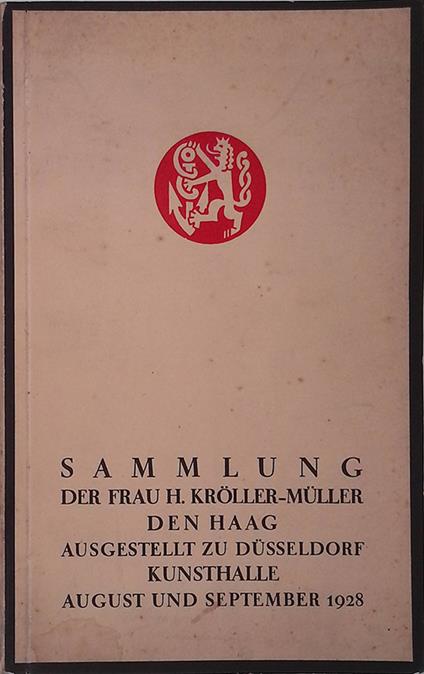 SAMMLUNG
DER FRAU H. KRÖLLER-MÜLLER
DEN HAAG
AUSGESTELLT ZU DÜSSELDORF
KUNSTHALLE
AUGUST UND SEPTEMBER 1928